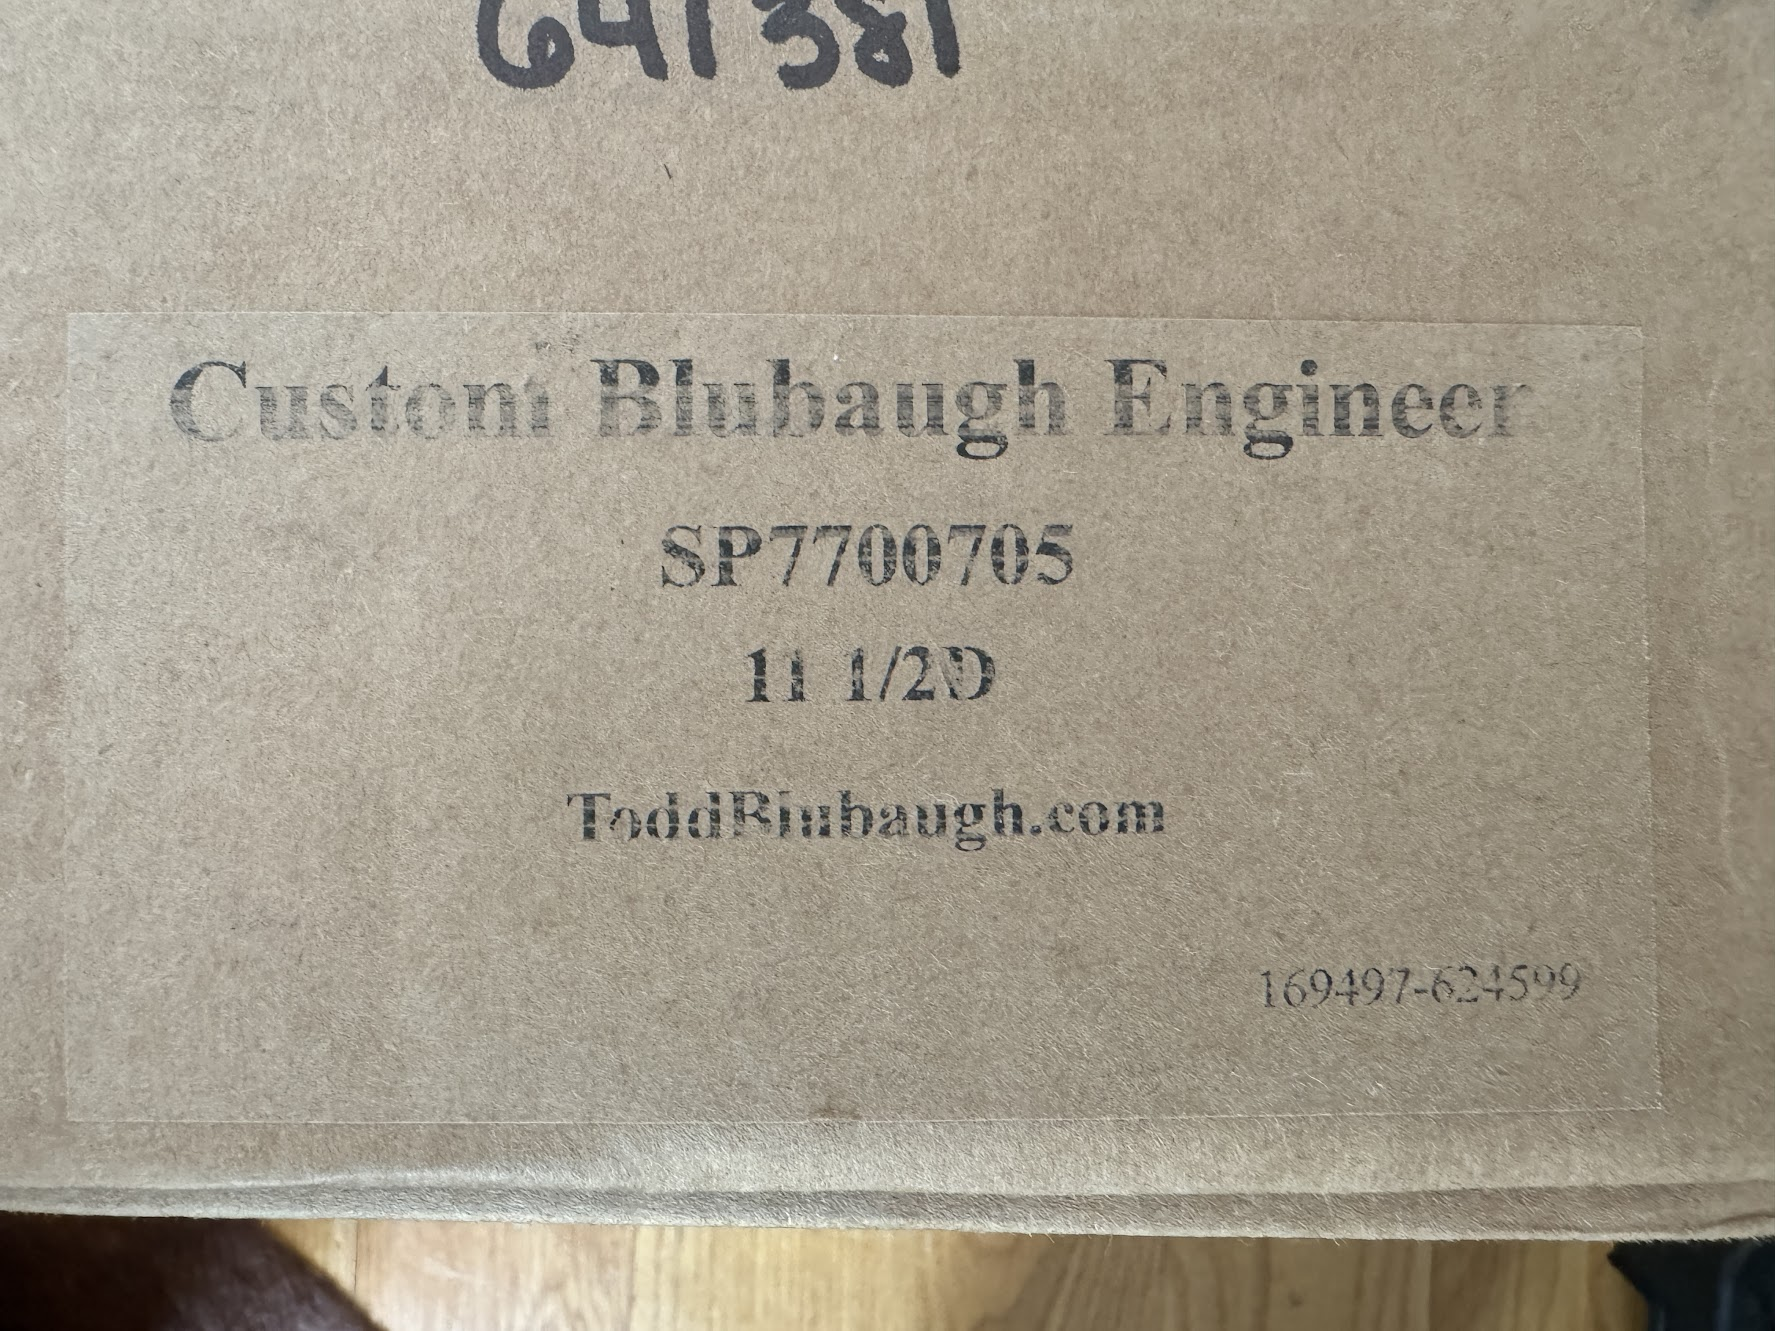 641381
Custom Blubaugh Engineer
SP7700705
11 1/2D
ToddBlubaugh.com
169497-624599